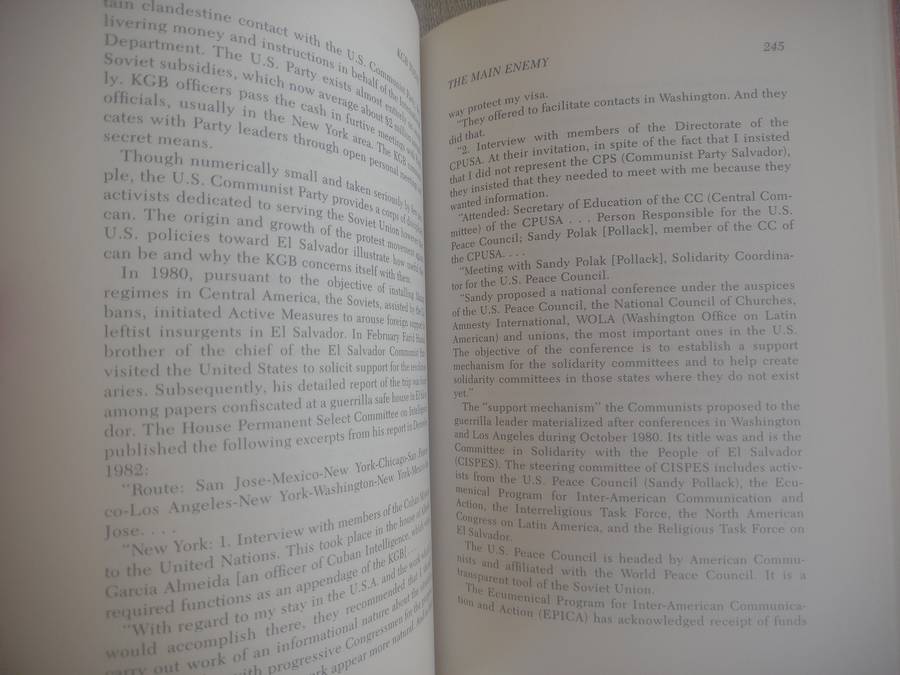 tain clandestine contact with the U.S. Communist
livering money and instructions in behalf of the
Department. The U.S. Party exists almost entirely
Soviet subsidies, which now average about $2
ly. KGB officers pass the cash in furtive meetings
officials, usually in the New York area. The KGB
cates with Party leaders through open personal meetings
secret means.
Though numerically small and taken seriously by
ple, the U.S. Communist Party provides a corps of
activists dedicated to serving the Soviet Union however
can. The origin and growth of the protest movement
U.S. policies toward El Salvador illustrate how useful
can be and why the KGB concerns itself with them.
In 1980, pursuant to the objective of installing
regimes in Central America, the Soviets, assisted by the
bans, initiated Active Measures to arouse foreign support
leftist insurgents in El Salvador. In February Farid
brother of the chief of the El Salvador Communist
visited the United States to solicit support for the
aries. Subsequently, his detailed report of the trip was
among papers confiscated at a guerrilla safe house in El
dor. The House Permanent Select Committee on
published the following excerpts from his report in
1982:
"Route: San Jose-Mexico-New York-Chicago-San
co-Los Angeles-New York-Washington-New York-Mexico
Jose. . . .
"New York: 1. Interview with members of the Cuban
to the United Nations. This took place in the house of
García Almeida [an officer of Cuban Intelligence, which
required functions as an appendage of the KGB]. . . .
"With regard to my stay in the U.S.A. and the work
would accomplish there, they recommended that I
carry out work of an informational nature about the
with progressive Congressmen for the
work appear more natural. And
THE MAIN ENEMY 245
way protect my visa.
"They offered to facilitate contacts in Washington. And they
did that.
"2. Interview with members of the Directorate of the
CPUSA. At their invitation, in spite of the fact that I insisted
that I did not represent the CPS (Communist Party Salvador),
they insisted that they needed to meet with me because they
wanted information.
"Attended: Secretary of Education of the CC (Central Com-
mittee) of the CPUSA . . . Person Responsible for the U.S.
Peace Council; Sandy Polak [Pollack], member of the CC of
the CPUSA. . . .
"Meeting with Sandy Polak [Pollack], Solidarity Coordina-
tor for the U.S. Peace Council.
"Sandy proposed a national conference under the auspices
of the U.S. Peace Council, the National Council of Churches,
Amnesty International, WOLA (Washington Office on Latin
American) and unions, the most important ones in the U.S.
The objective of the conference is to establish a support
mechanism for the solidarity committees and to help create
solidarity committees in those states where they do not exist
yet."
The "support mechanism" the Communists proposed to the
guerrilla leader materialized after conferences in Washington
and Los Angeles during October 1980. Its title was and is the
Committee in Solidarity with the People of El Salvador
(CISPES). The steering committee of CISPES includes activ-
ists from the U.S. Peace Council (Sandy Pollack), the Ecu-
menical Program for Inter-American Communication and
Action, the Interreligious Task Force, the North American
Congress on Latin America, and the Religious Task Force on
El Salvador.
The U.S. Peace Council is headed by American Commu-
nists and affiliated with the World Peace Council. It is a
transparent tool of the Soviet Union.
The Ecumenical Program for Inter-American Communica-
tion and Action (EPICA) has acknowledged receipt of funds